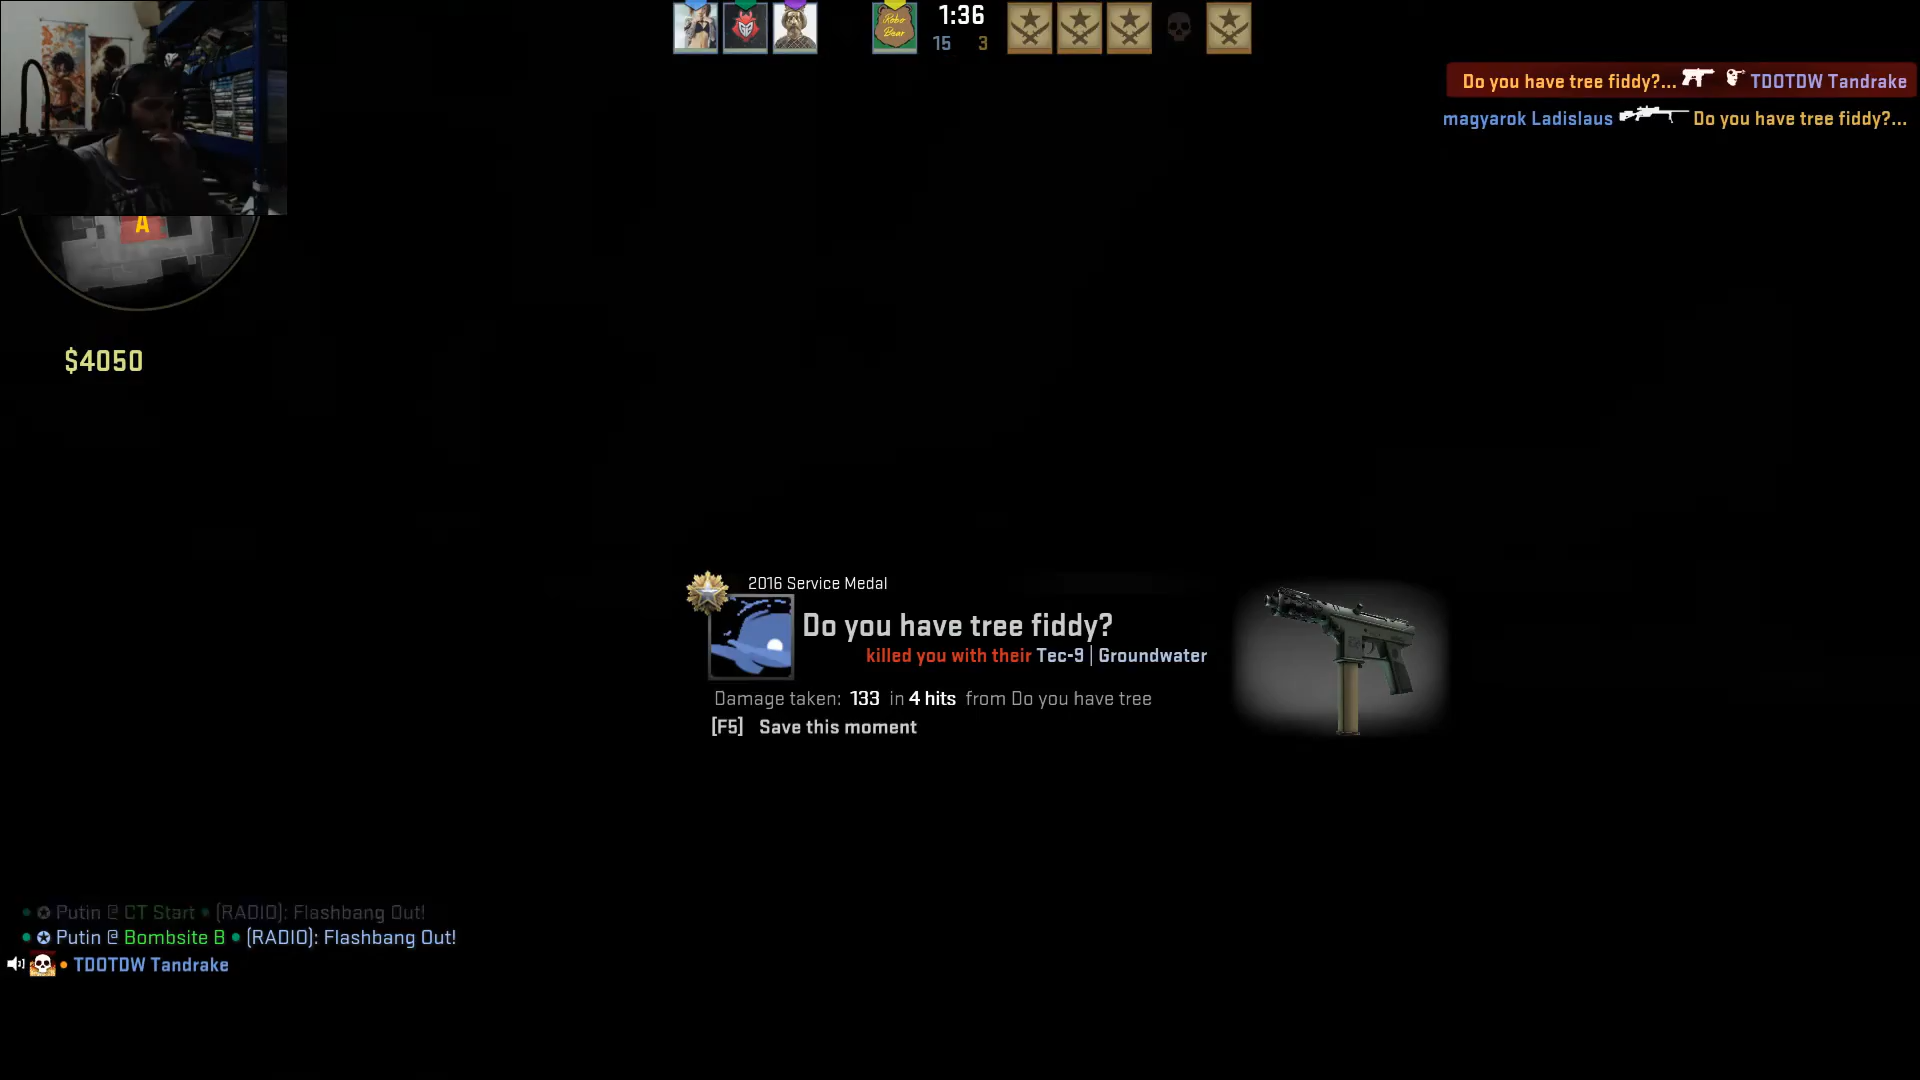 Robo
Bear
1:36
15 3
Do you have tree fiddy?... TDOTDW Tandrake
magyarok Ladislaus Do you have tree fiddy?...
A
$4050
2016 Service Medal
Do you have tree fiddy?
killed you with their Tec-9 | Groundwater
Damage taken: 133 in 4 hits from Do you have tree
[F5] Save this moment
• Putin @ CT Start • (RADIO): Flashbang Out!
• Putin @ Bombsite B • (RADIO): Flashbang Out!
• TDOTDW Tandrake